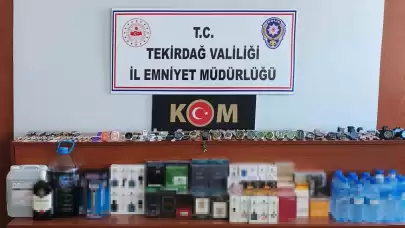 T.C.
TEKİRDAĞ VALİLİĞİ
İL EMNİYET MÜDÜRLÜĞÜ
KOM